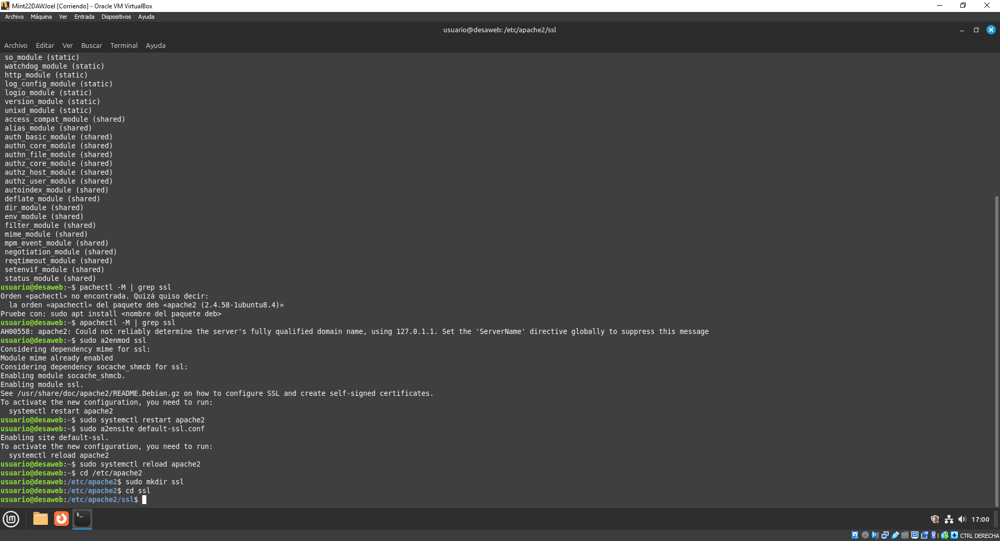 Mint22DAWJoel [Corriendo] - Oracle VM VirtualBox
Archivo Máquina Ver Entrada Dispositivos Ayuda
usuario@desaweb: /etc/apache2/ssl
Archivo Editar Ver Buscar Terminal Ayuda
so_module (static)
watchdog_module (static)
http_module (static)
log_config_module (static)
logio_module (static)
version_module (static)
unixd_module (static)
access_compat_module (shared)
alias_module (shared)
auth_basic_module (shared)
authn_core_module (shared)
authn_file_module (shared)
authz_core_module (shared)
authz_host_module (shared)
authz_user_module (shared)
autoindex_module (shared)
deflate_module (shared)
dir_module (shared)
env_module (shared)
filter_module (shared)
mime_module (shared)
mpm_event_module (shared)
negotiation_module (shared)
reqtimeout_module (shared)
setenvif_module (shared)
status_module (shared)
usuario@desaweb:~$ pachectl -M | grep ssl
Orden «pachectl» no encontrada. Quizá quiso decir:
la orden «apachectl» del paquete deb «apache2 (2.4.58-1ubuntu8.4)»
Pruebe con: sudo apt install <nombre del paquete deb>
usuario@desaweb:~$ apachectl -M | grep ssl
AH00558: apache2: Could not reliably determine the server's fully qualified domain name, using 127.0.1.1. Set the 'ServerName' directive globally to suppress this message
usuario@desaweb:~$ sudo a2enmod ssl
Considering dependency mime for ssl:
Module mime already enabled
Considering dependency socache_shmcb for ssl:
Enabling module socache_shmcb.
Enabling module ssl.
See /usr/share/doc/apache2/README.Debian.gz on how to configure SSL and create self-signed certificates.
To activate the new configuration, you need to run:
systemctl restart apache2
usuario@desaweb:~$ sudo systemctl restart apache2
usuario@desaweb:~$ sudo a2ensite default-ssl.conf
Enabling site default-ssl.
To activate the new configuration, you need to run:
systemctl reload apache2
usuario@desaweb:~$ sudo systemctl reload apache2
usuario@desaweb:~$ cd /etc/apache2
usuario@desaweb:/etc/apache2$ sudo mkdir ssl
usuario@desaweb:/etc/apache2$ cd ssl
usuario@desaweb:/etc/apache2/ssl$
17:00
CTRL DERECHA